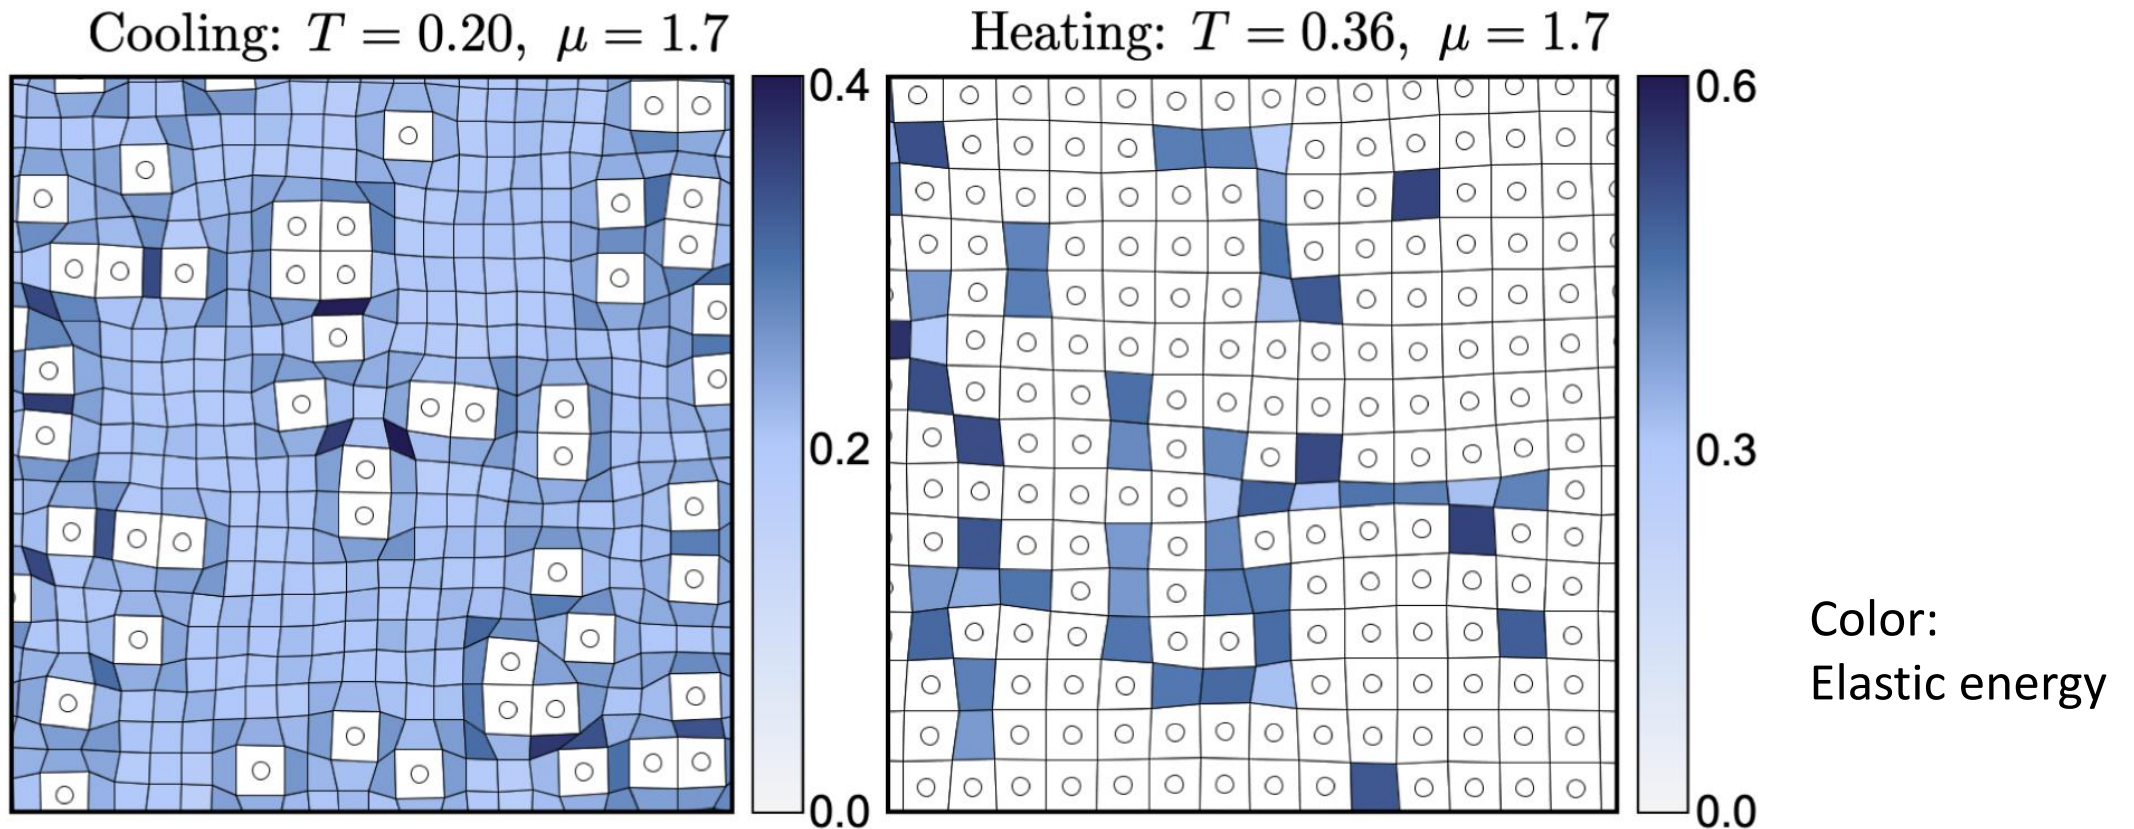 Cooling: T = 0.20, μ = 1.7
Heating: T = 0.36, μ = 1.7
0.4
0.2
0.0
0.6
0.3
0.0
Color:
Elastic energy